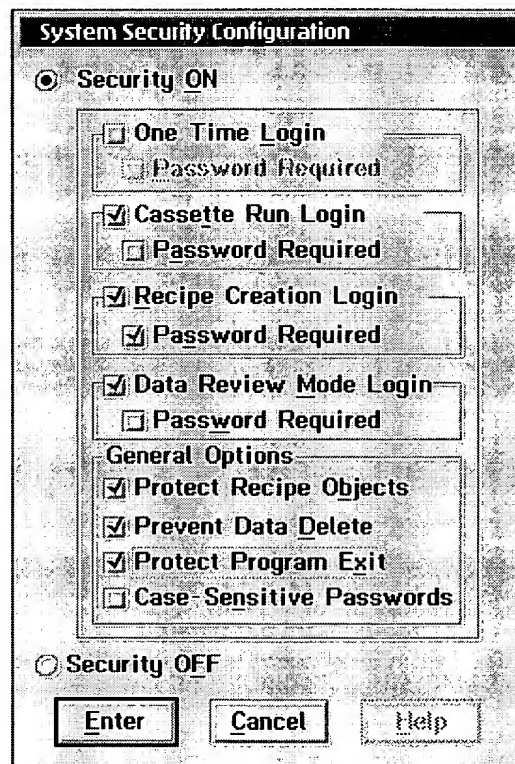 System Security Configuration
Security ON
One Time Login
Password Required
Cassette Run Login
Password Required
Recipe Creation Login
Password Required
Data Review Mode Login
Password Required
General Options
Protect Recipe Objects
Prevent Data Delete
Protect Program Exit
Case-Sensitive Passwords
Security OFF
Enter Cancel Help